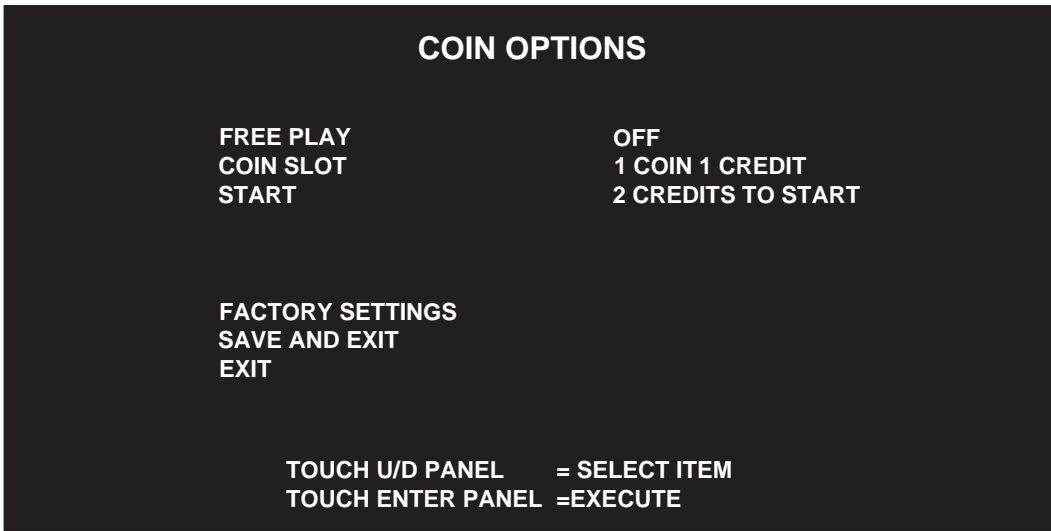 COIN OPTIONS
FREE PLAY OFF
COIN SLOT 1 COIN 1 CREDIT
START 2 CREDITS TO START
FACTORY SETTINGS
SAVE AND EXIT
EXIT
TOUCH U/D PANEL = SELECT ITEM
TOUCH ENTER PANEL =EXECUTE